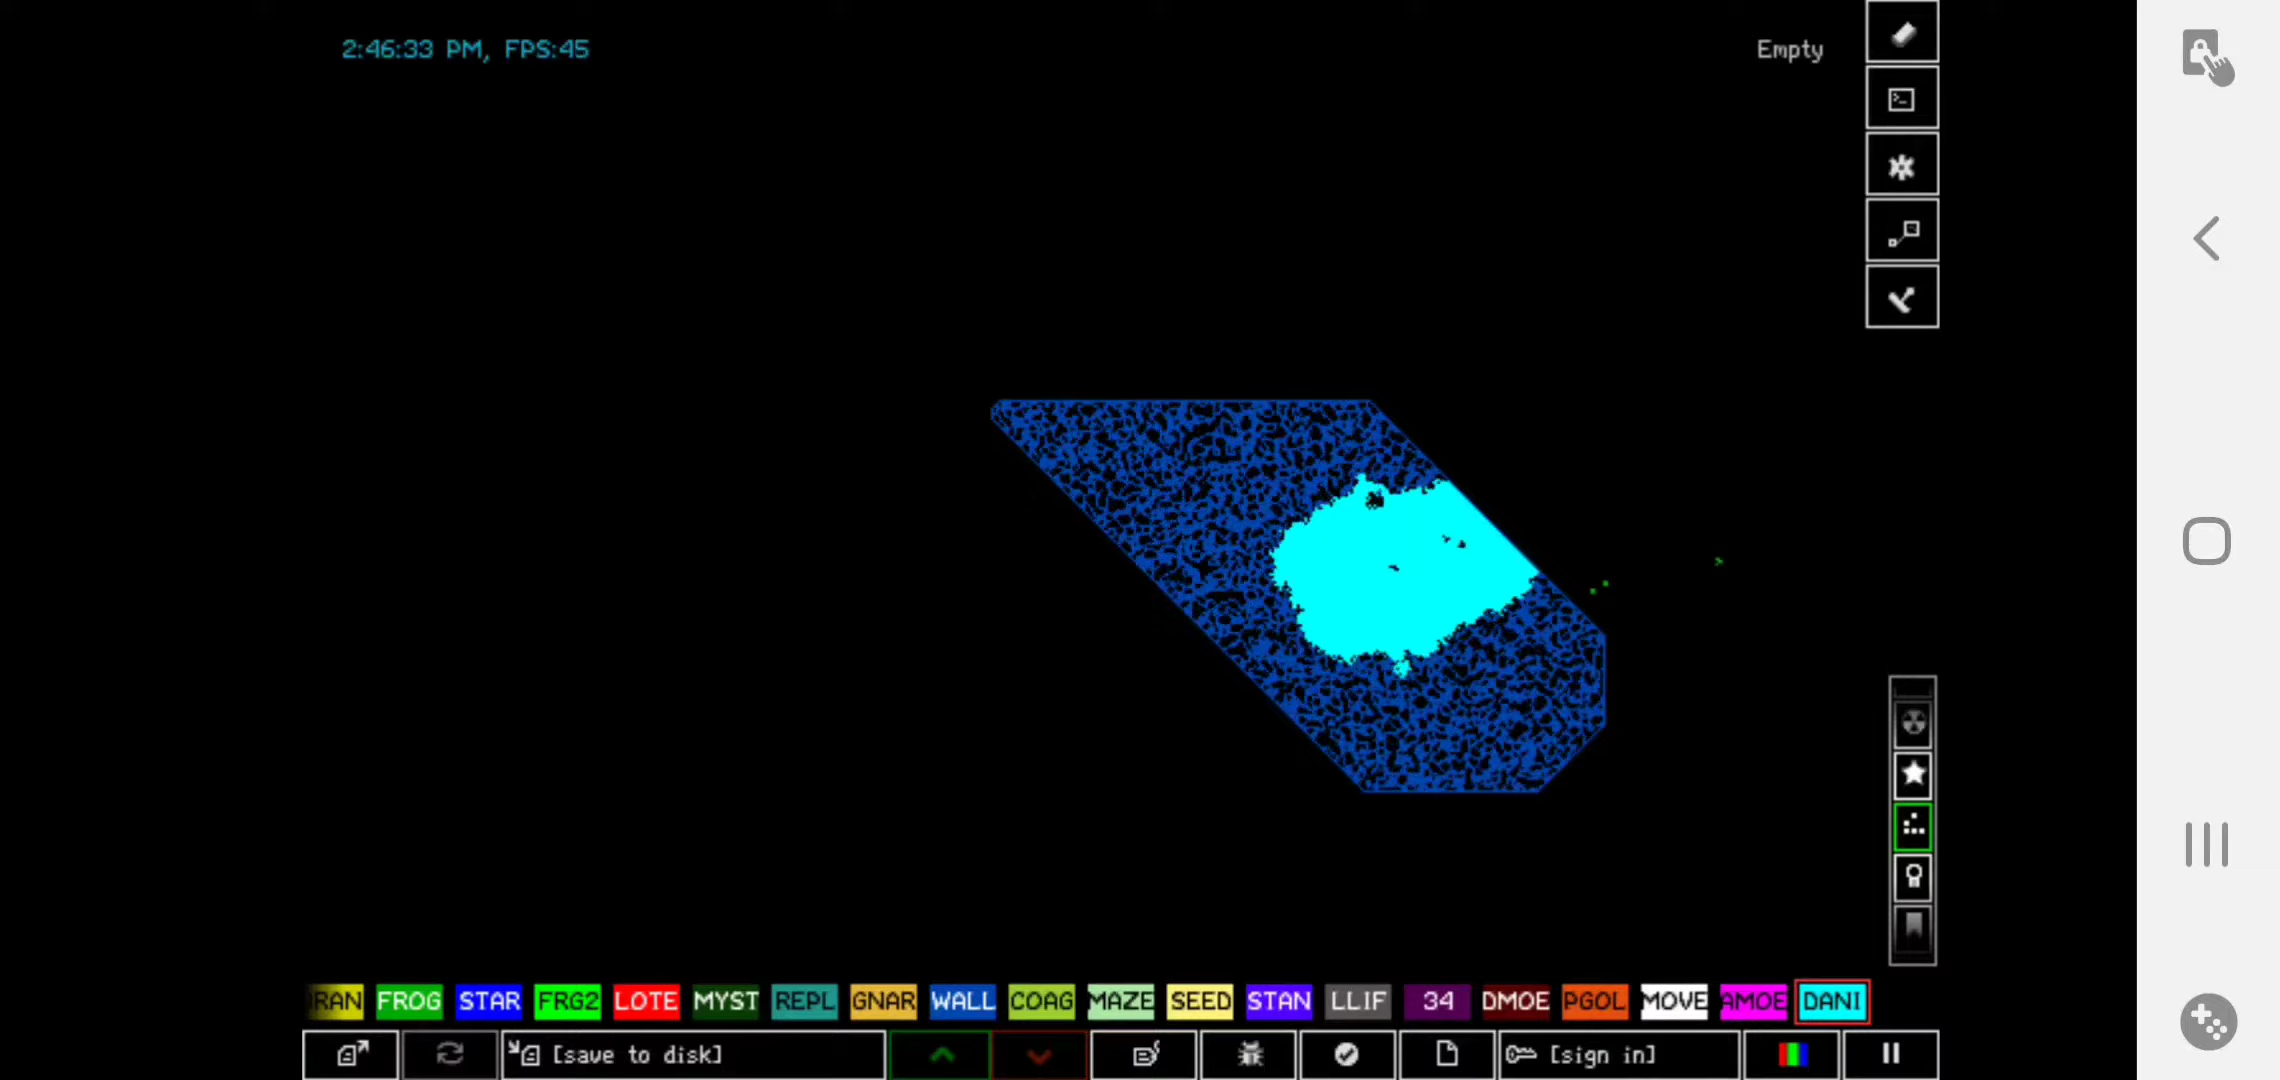 2:46:33 PM, FPS:45
Empty
RAN FROG STAR FRG2 LOTE MYST REPL GNAR WALL COAG MAZE SEED STAN LLIF 34 DMOE PGOL MOVE AMOE DANI
[save to disk] [sign in]